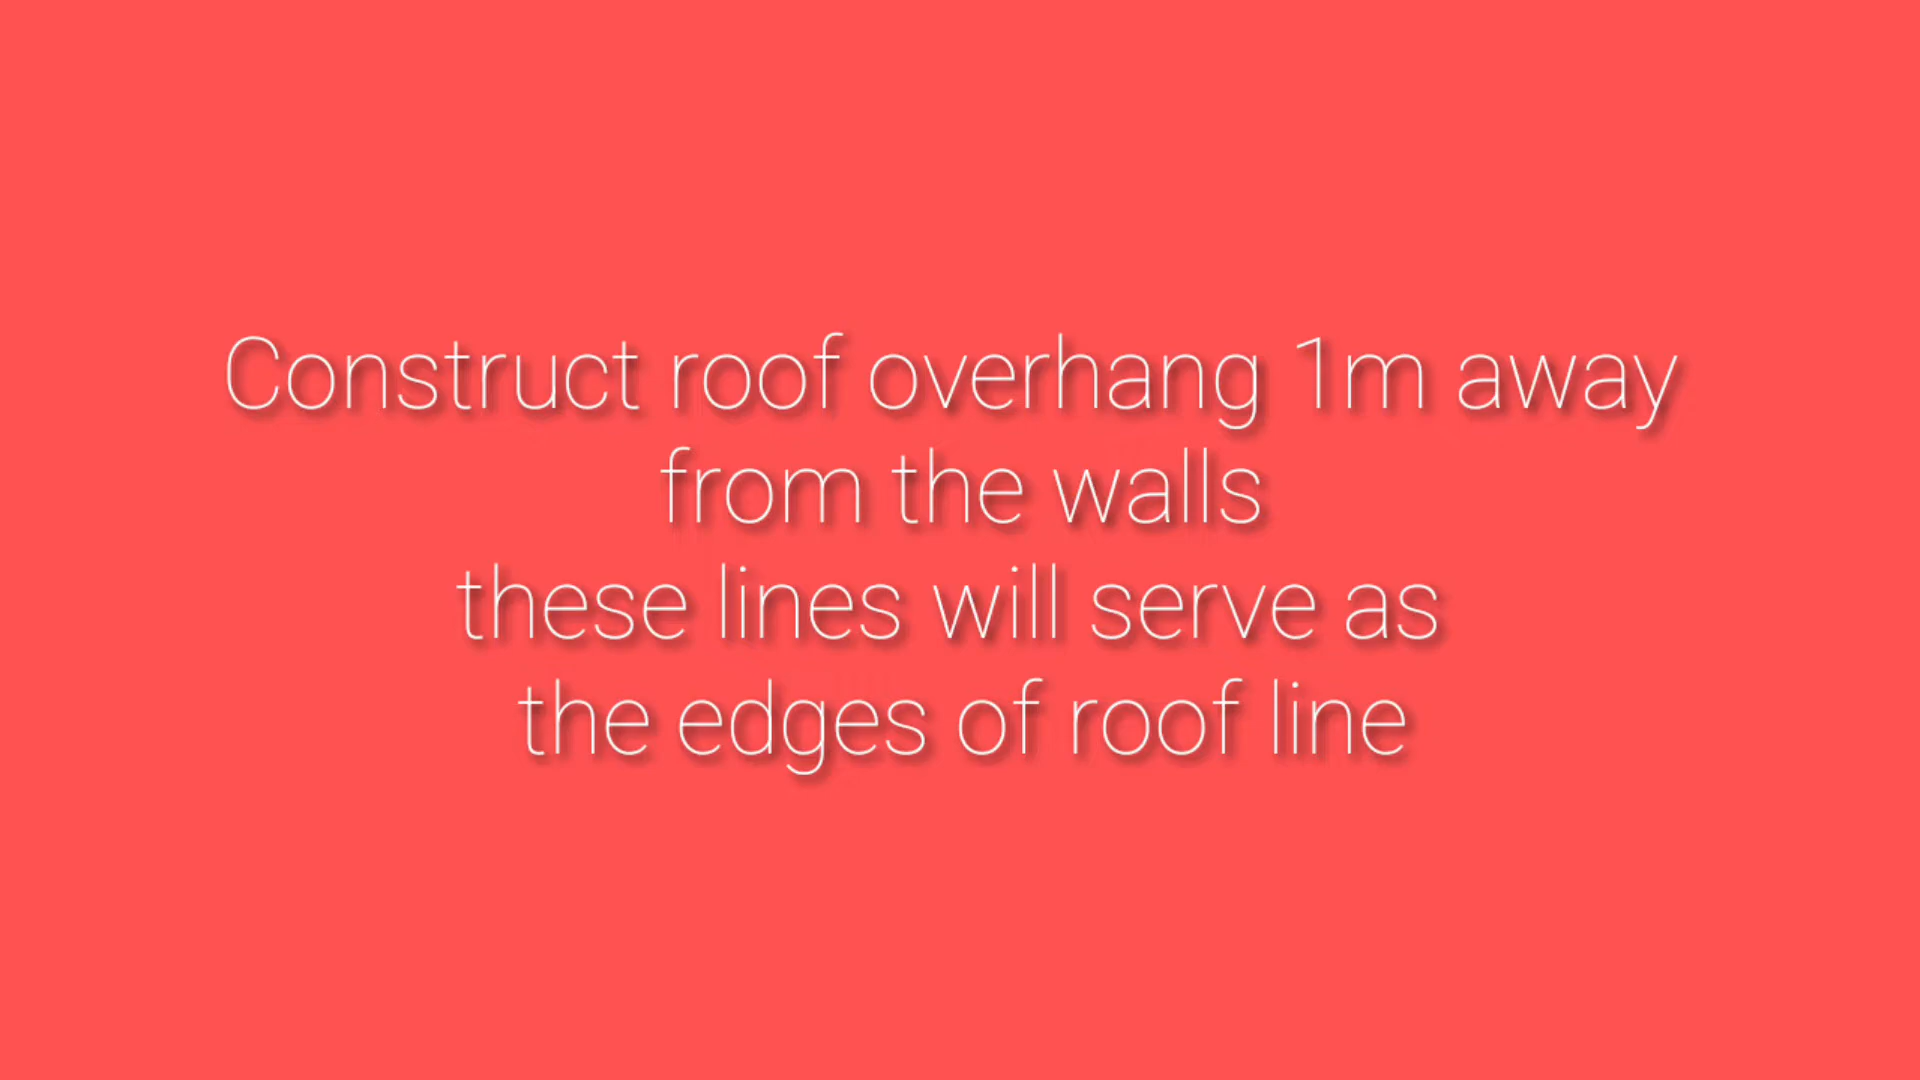 Construct roof overhang 1m away
from the walls
these lines will serve as
the edges of roof line